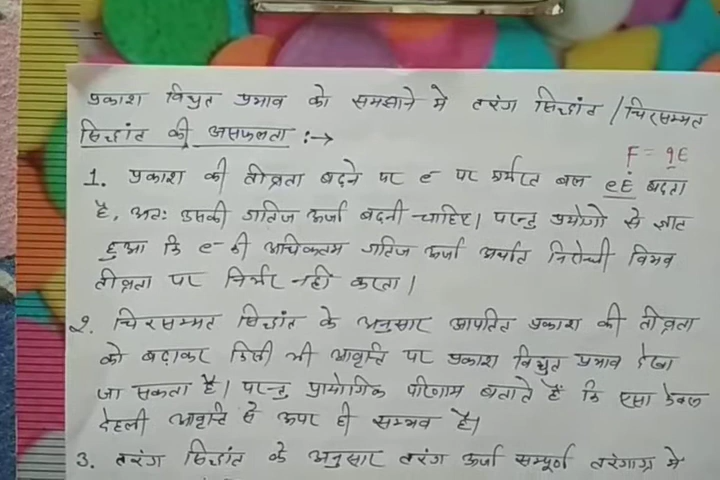 प्रकाश विद्युत प्रभाव को समझाने मे तरंग सिद्धांत / चिरसम्मत
सिद्धांत की असफलता :→
F = qE
1. प्रकाश की तीव्रता बढ़ने पर e⁻ पर बल eE बढ़ता
है, अतः उसकी गतिज ऊर्जा बढ़नी चाहिए। परन्तु प्रयोगो से ज्ञात
हुआ कि e⁻ की अधिकतम गतिज ऊर्जा अर्थात निरोधी विभव
तीव्रता पर निर्भर नहीं करता।
2. चिरसम्मत सिद्धांत के अनुसार आपतित प्रकाश की तीव्रता
को बढ़ाकर किसी भी आवृत्ति पर प्रकाश विद्युत प्रभाव देखा
जा सकता है। परन्तु प्रायोगिक परिणाम बताते हैं कि एसा केवल
देहली आवृत्ति से ऊपर ही सम्भव है।
3. तरंग सिद्धांत के अनुसार तरंग ऊर्जा सम्पूर्ण तरंगाग्र मे